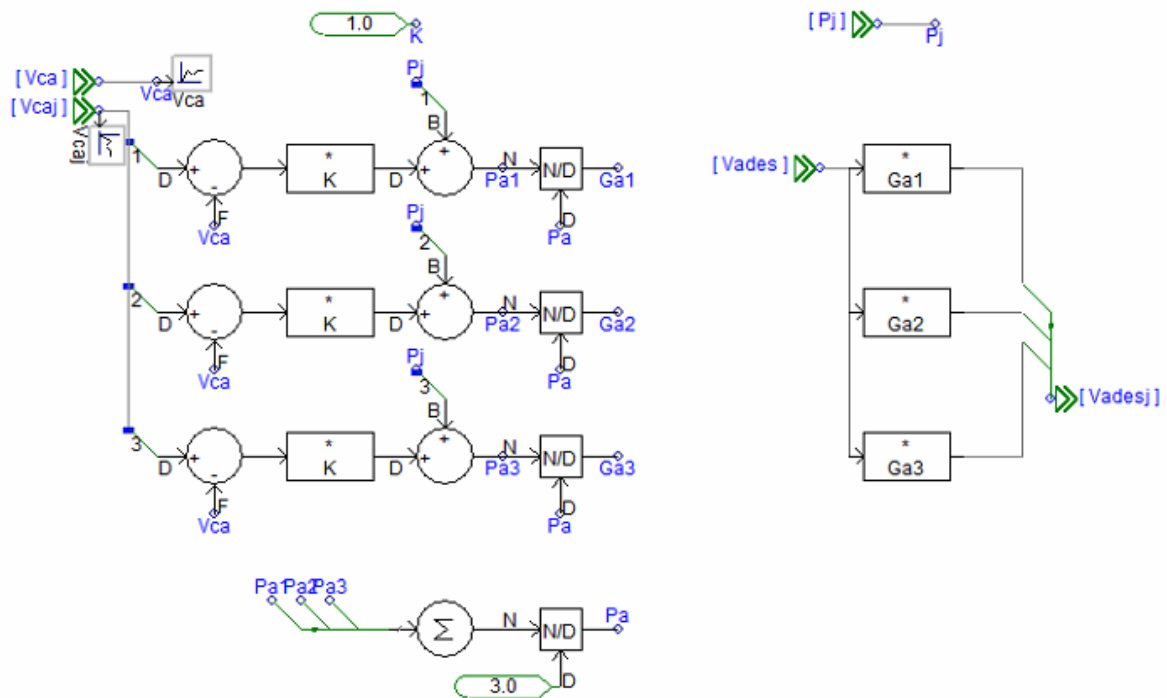 1.0
K
[ Pj ]
Pj
[ Vca ]
Vca
Vca
[ Vcaj ]
Vcaj
Pj
1
B
1
D
+
-
F
Vca
*
K
D
+
+
N
Pa1
N/D
D
Pa
Ga1
[ Vades ]
*
Ga1
Pj
2
B
2
D
+
-
F
Vca
*
K
D
+
+
N
Pa2
N/D
D
Pa
Ga2
*
Ga2
Pj
3
B
3
D
+
-
F
Vca
*
K
D
+
+
N
Pa3
N/D
D
Pa
Ga3
*
Ga3
[ Vadesj ]
Pa1 Pa2 Pa3
Σ
N
N/D
Pa
3.0
D